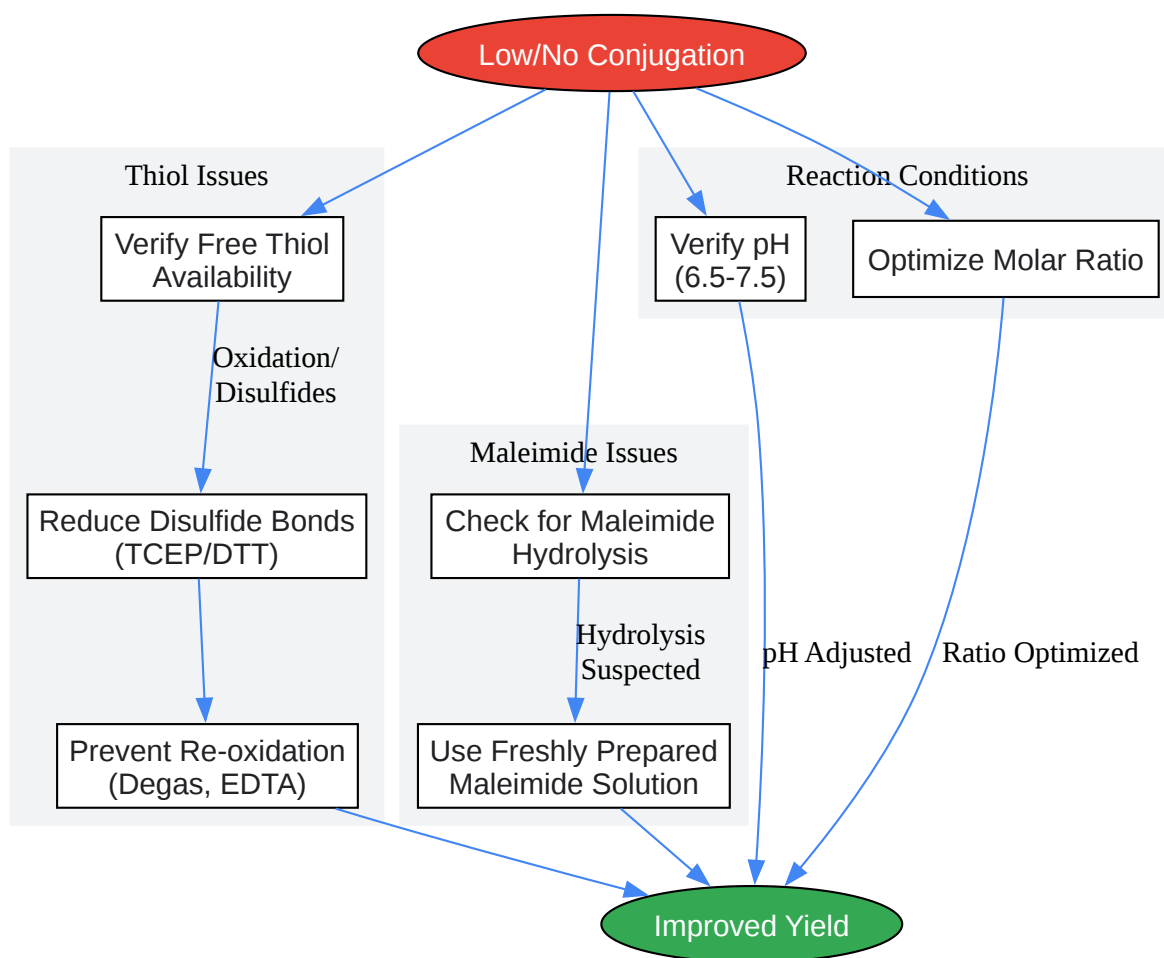 Low/No Conjugation
Thiol Issues
Reaction Conditions
Verify Free Thiol
Availability
Verify pH
(6.5-7.5)
Optimize Molar Ratio
Oxidation/
Disulfides
Maleimide Issues
Reduce Disulfide Bonds
(TCEP/DTT)
Check for Maleimide
Hydrolysis
Hydrolysis
Suspected
pH Adjusted
Ratio Optimized
Prevent Re-oxidation
(Degas, EDTA)
Use Freshly Prepared
Maleimide Solution
Improved Yield